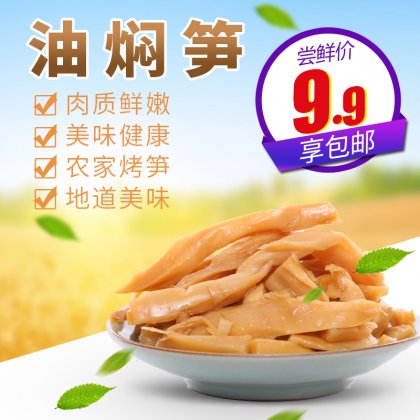 油焖笋
肉质鲜嫩
美味健康
农家烤笋
地道美味
尝鲜价
9.9
享包邮